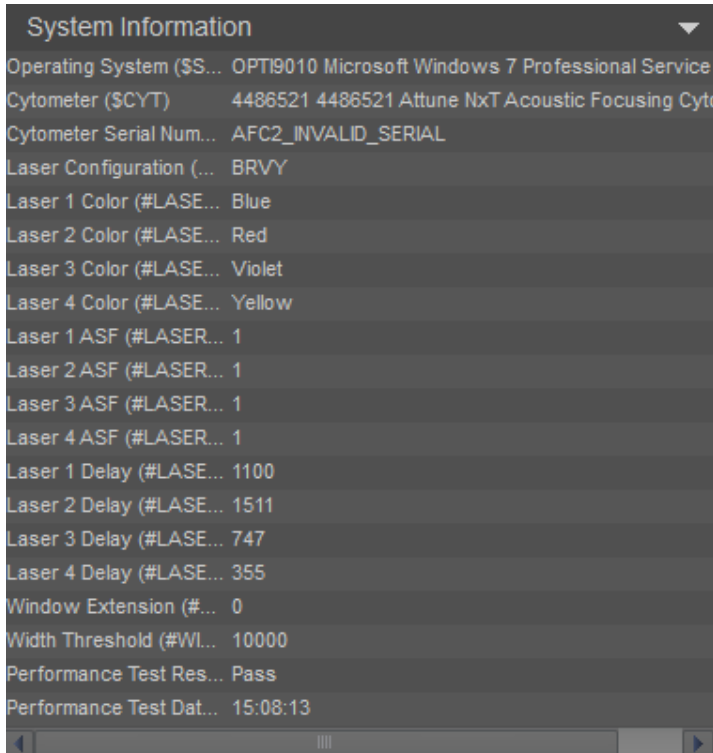 System Information
Operating System ($S... OPTI9010 Microsoft Windows 7 Professional Service
Cytometer ($CYT) 4486521 4486521 Attune NxT Acoustic Focusing Cyto
Cytometer Serial Num... AFC2_INVALID_SERIAL
Laser Configuration (... BRVY
Laser 1 Color (#LASE... Blue
Laser 2 Color (#LASE... Red
Laser 3 Color (#LASE... Violet
Laser 4 Color (#LASE... Yellow
Laser 1 ASF (#LASER... 1
Laser 2 ASF (#LASER... 1
Laser 3 ASF (#LASER... 1
Laser 4 ASF (#LASER... 1
Laser 1 Delay (#LASE... 1100
Laser 2 Delay (#LASE... 1511
Laser 3 Delay (#LASE... 747
Laser 4 Delay (#LASE... 355
Window Extension (#... 0
Width Threshold (#WI... 10000
Performance Test Res... Pass
Performance Test Dat... 15:08:13